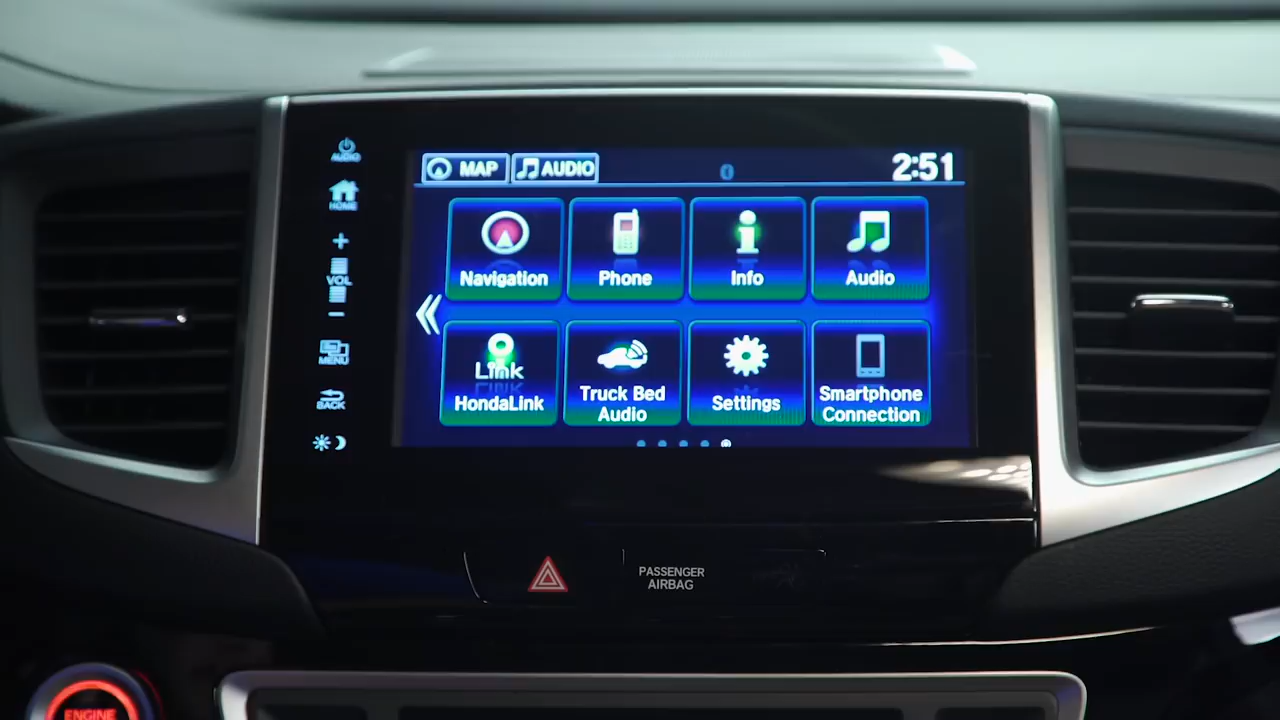 AUDIO
HOME
VOL
MENU
BACK
MAP AUDIO 2:51
Navigation Phone Info Audio
Link
HondaLink
Truck Bed
Audio
Settings
Smartphone
Connection
PASSENGER
AIRBAG
ENGINE